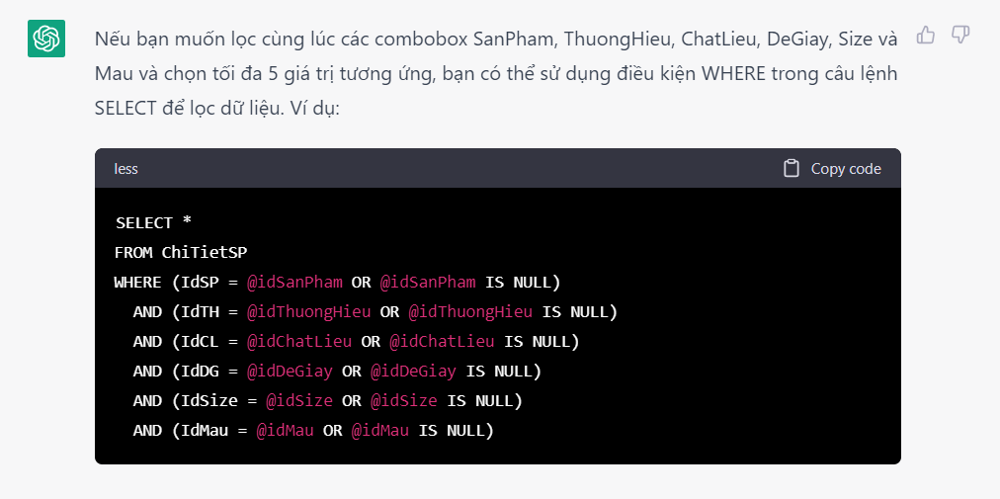 Nếu bạn muốn lọc cùng lúc các combobox SanPham, ThuongHieu, ChatLieu, DeGiay, Size và
Mau và chọn tối đa 5 giá trị tương ứng, bạn có thể sử dụng điều kiện WHERE trong câu lệnh
SELECT để lọc dữ liệu. Ví dụ:
less
Copy code
SELECT *
FROM ChiTietSP
WHERE (IdSP = @idSanPham OR @idSanPham IS NULL)
  AND (IdTH = @idThuongHieu OR @idThuongHieu IS NULL)
  AND (IdCL = @idChatLieu OR @idChatLieu IS NULL)
  AND (IdDG = @idDeGiay OR @idDeGiay IS NULL)
  AND (IdSize = @idSize OR @idSize IS NULL)
  AND (IdMau = @idMau OR @idMau IS NULL)